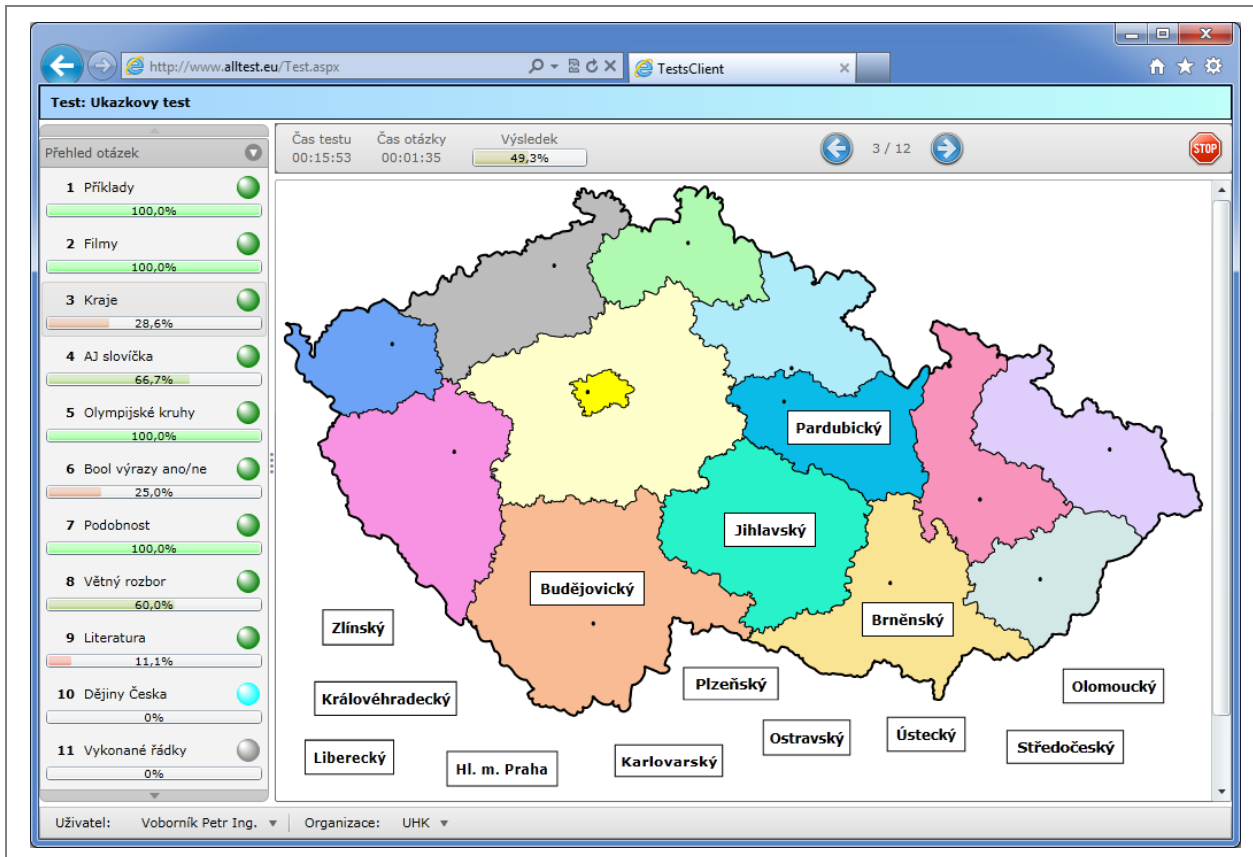 http://www.alltest.eu/Test.aspx
TestsClient
Test: Ukazkovy test
Přehled otázek
Čas testu Čas otázky Výsledek
00:15:53 00:01:35 49,3%
3 / 12
STOP
1 Příklady
100,0%
2 Filmy
100,0%
3 Kraje
28,6%
4 AJ slovíčka
66,7%
5 Olympijské kruhy
100,0%
6 Bool výrazy ano/ne
25,0%
7 Podobnost
100,0%
8 Větný rozbor
60,0%
9 Literatura
11,1%
10 Dějiny Česka
0%
11 Vykonané řádky
0%
Pardubický
Jihlavský
Budějovický
Brněnský
Zlínský
Plzeňský
Olomoucký
Královéhradecký
Ostravský
Ústecký
Středočeský
Liberecký
Hl. m. Praha
Karlovarský
Uživatel: Voborník Petr Ing. Organizace: UHK